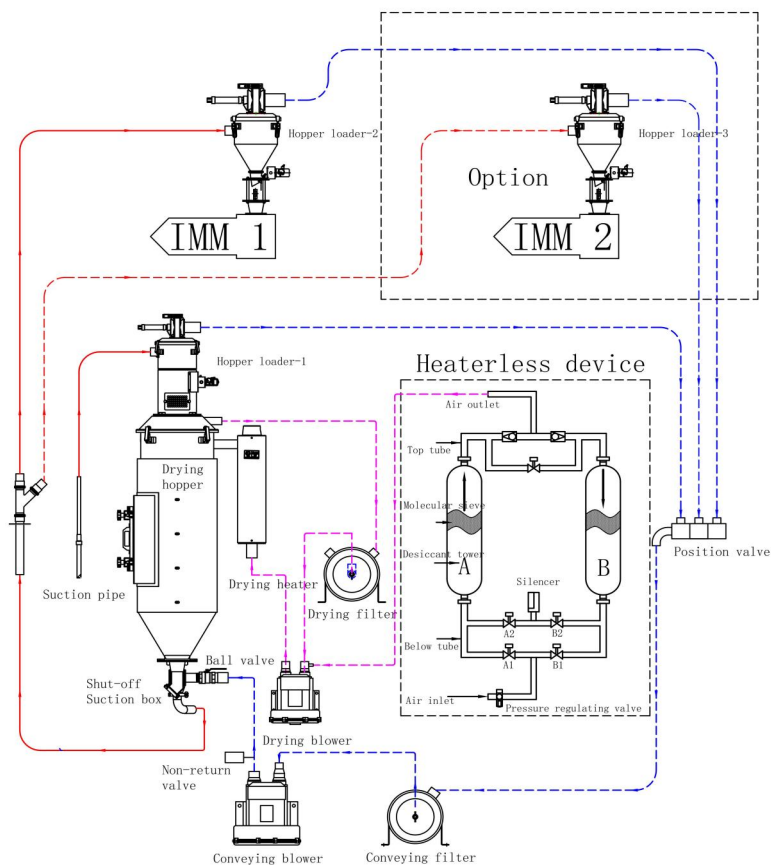 Hopper loader-2
Hopper loader-3
Option
IMM 1
IMM 2
Hopper loader-1
Heaterless device
Air outlet
Top tube
Drying
hopper
Molecular sieve
Desiccant tower
A
B
Position valve
Silencer
Suction pipe
Drying heater
Drying filter
A2
B2
Below tube
A1
B1
Ball valve
Shut-off
Suction box
Air inlet
Pressure regulating valve
Drying blower
Non-return
valve
Conveying blower
Conveying filter